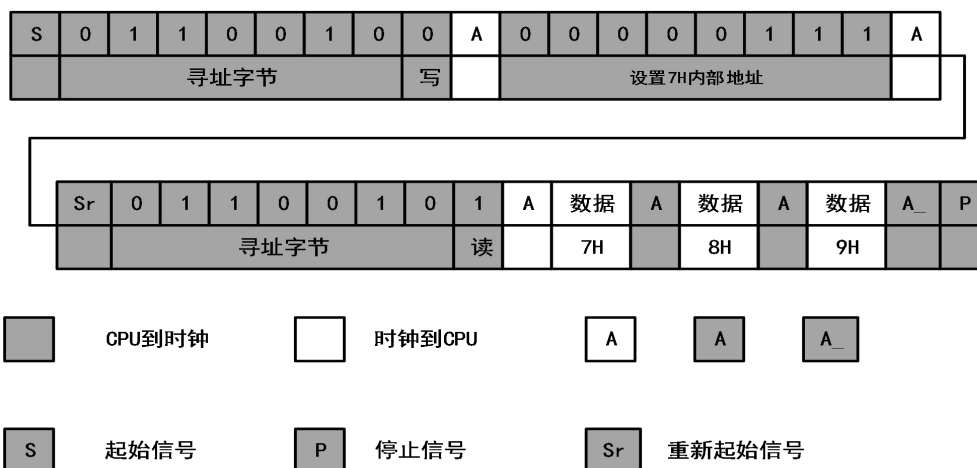 S 0 1 1 0 0 1 0 0 A 0 0 0 0 0 1 1 1 A
寻址字节 写 设置7H内部地址
Sr 0 1 1 0 0 1 0 1 A 数据 A 数据 A 数据 A_ P
寻址字节 读 7H 8H 9H
CPU到时钟 时钟到CPU A A A_
S 起始信号 P 停止信号 Sr 重新起始信号